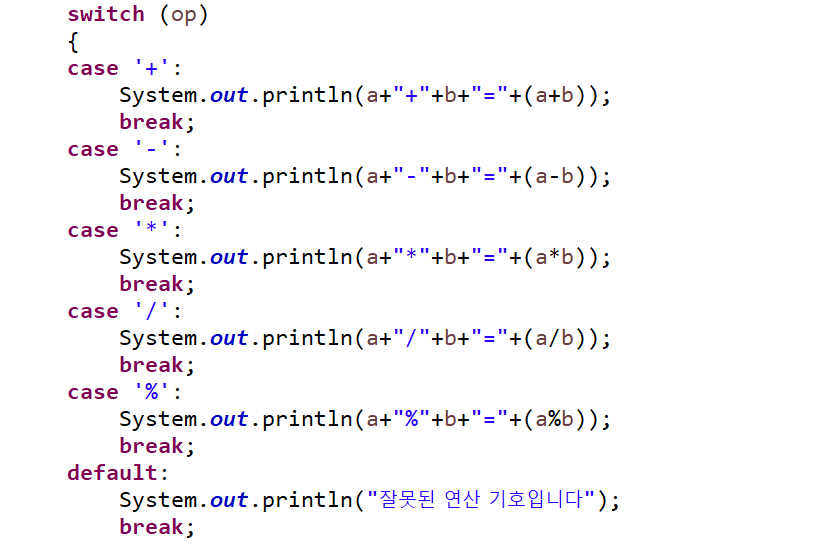 switch (op)
{
case '+':
System.out.println(a+"+"+b+"="+(a+b));
break;
case '-':
System.out.println(a+"-"+b+"="+(a-b));
break;
case '*':
System.out.println(a+"*"+b+"="+(a*b));
break;
case '/':
System.out.println(a+"/"+b+"="+(a/b));
break;
case '%':
System.out.println(a+"%"+b+"="+(a%b));
break;
default:
System.out.println("잘못된 연산 기호입니다");
break;